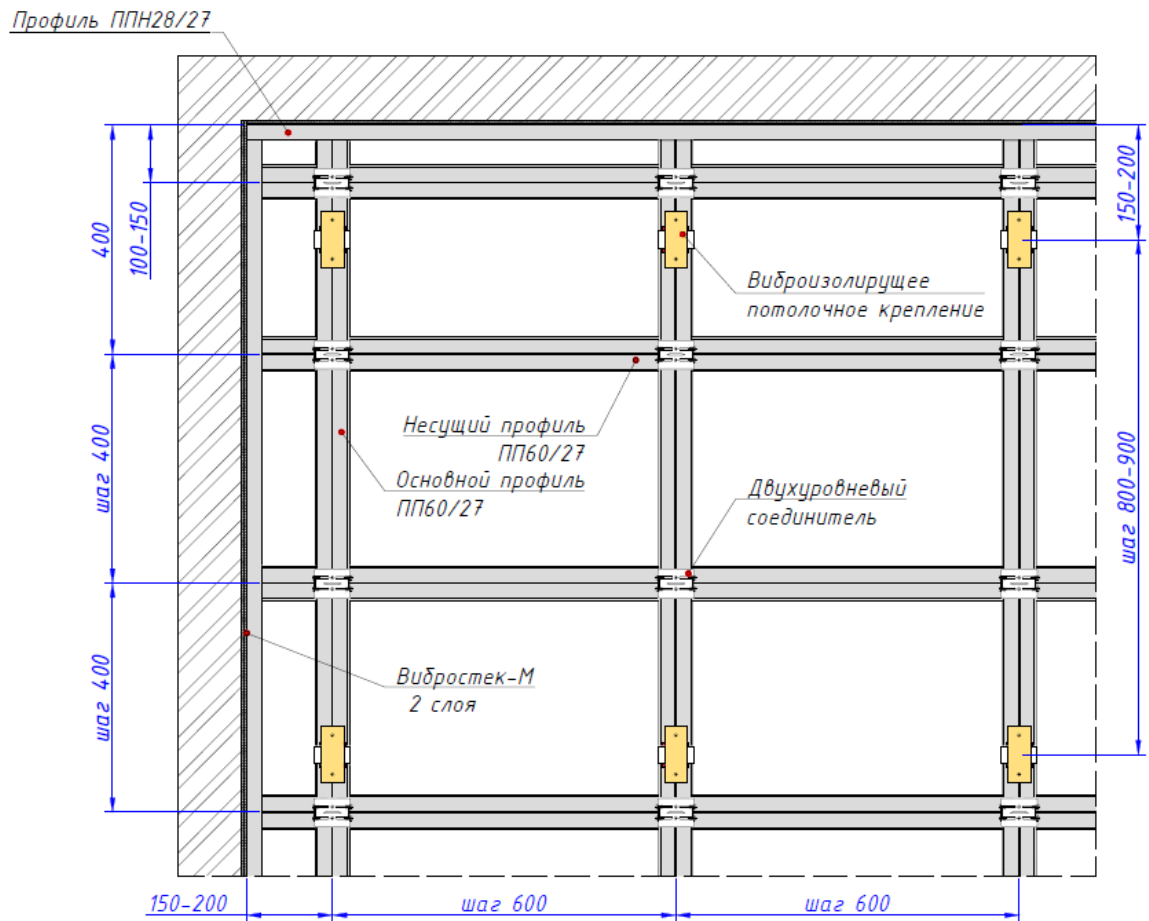 Профиль ППН28/27
400
100-150
150-200
Виброизолирущее
потолочное крепление
шаг 400
Несущий профиль
ПП60/27
Основной профиль
ПП60/27
Двухуровневый
соединитель
шаг 800-900
шаг 400
Вибростек-М
2 слоя
150-200
шаг 600
шаг 600